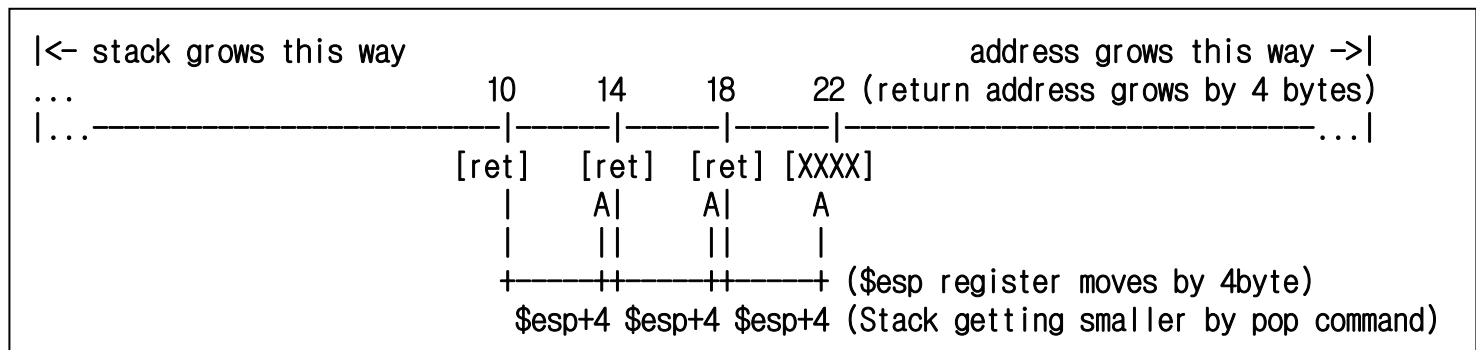 |<- stack grows this way                                    address grows this way ->|
...                           10     14     18     22 (return address grows by 4 bytes)
|...--------------------------|------|------|------|------------------------------...|
                           [ret]   [ret]  [ret] [XXXX]
                              |     A|     A|     A
                              |     ||     ||     |
                              +-----++-----++-----+ ($esp register moves by 4byte)
                               $esp+4 $esp+4 $esp+4 (Stack getting smaller by pop command)